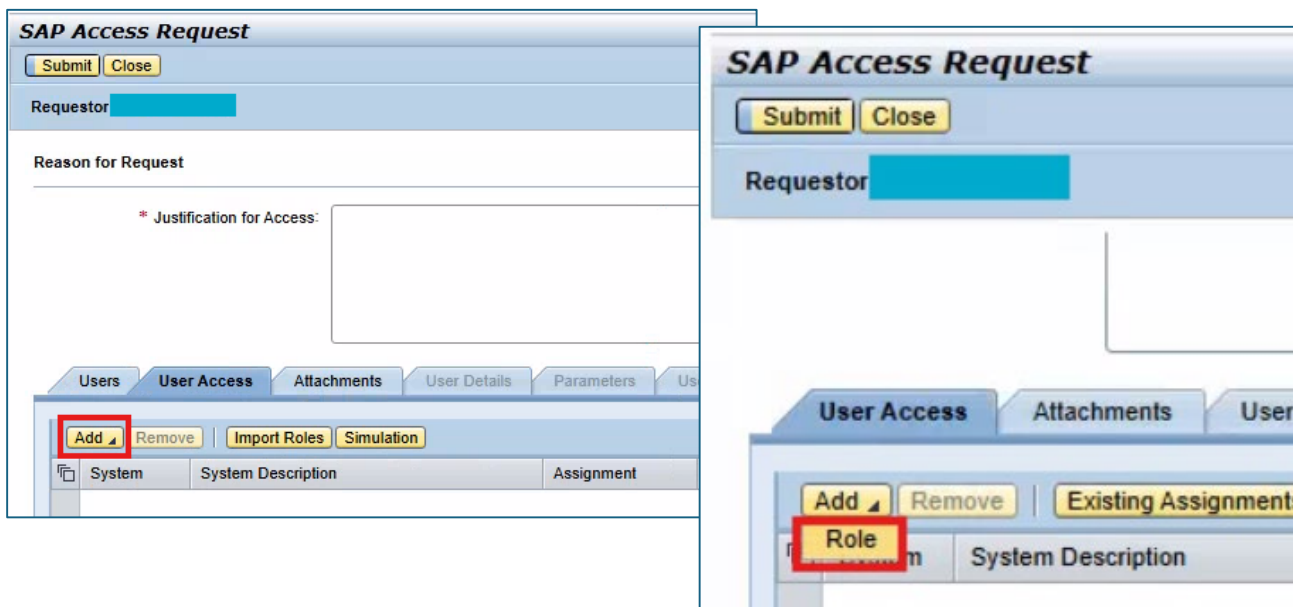 SAP Access Request
Submit Close
Requestor
Reason for Request
* Justification for Access:
Users User Access Attachments User Details Parameters
Add Remove Import Roles Simulation
System System Description Assignment
SAP Access Request
Submit Close
Requestor
User Access Attachments User
Add Remove Existing Assignments
Role
System Description